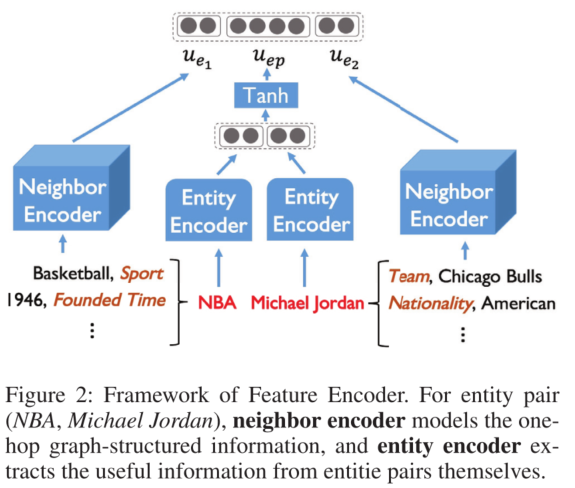 u_{e_1} u_{ep} u_{e_2}
Tanh
Neighbor
Encoder
Entity
Encoder
Entity
Encoder
Neighbor
Encoder
Basketball, Sport
1946, Founded Time
⋮
NBA
Michael Jordan
Team, Chicago Bulls
Nationality, American
⋮
Figure 2: Framework of Feature Encoder. For entity pair
(NBA, Michael Jordan), neighbor encoder models the one-
hop graph-structured information, and entity encoder ex-
tracts the useful information from entitie pairs themselves.